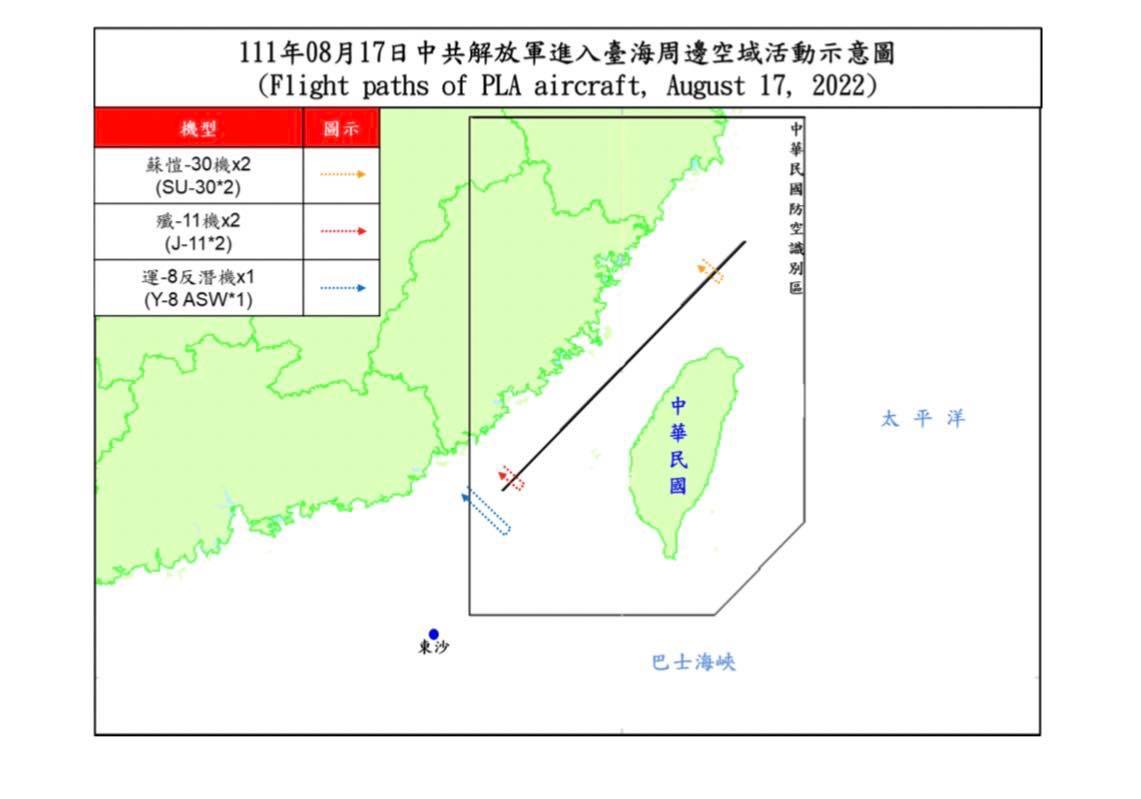 111年08月17日中共解放軍進入臺海周邊空域活動示意圖
(Flight paths of PLA aircraft, August 17, 2022)
機型 圖示
蘇愷-30機x2
(SU-30*2)
殲-11機x2
(J-11*2)
運-8反潛機x1
(Y-8 ASW*1)
中華民國防空識別區
中華民國
太平洋
東沙
巴士海峽